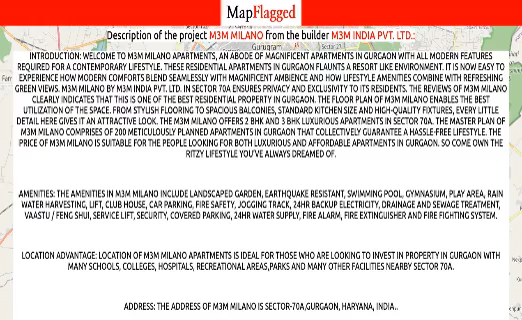 MapFlagged
Description of the project M3M MILANO from the builder M3M INDIA PVT. LTD.:
Gurugram
INTRODUCTION: WELCOME TO M3M MILANO APARTMENTS, AN ABODE OF MAGNIFICENT APARTMENTS IN GURGAON WITH ALL MODERN FEATURES
REQUIRED FOR A CONTEMPORARY LIFESTYLE. THESE RESIDENTIAL APARTMENTS IN GURGAON FLAUNTS A RESORT LIKE ENVIRONMENT. IT IS NOW EASY TO
EXPERIENCE HOW MODERN COMFORTS BLEND SEAMLESSLY WITH MAGNIFICENT AMBIENCE AND HOW LIFESTYLE AMENITIES COMBINE WITH REFRESHING
GREEN VIEWS. M3M MILANO BY M3M INDIA PVT. LTD. IN SECTOR 70A ENSURES PRIVACY AND EXCLUSIVITY TO ITS RESIDENTS. THE REVIEWS OF M3M MILANO
CLEARLY INDICATES THAT THIS IS ONE OF THE BEST RESIDENTIAL PROPERTY IN GURGAON. THE FLOOR PLAN OF M3M MILANO ENABLES THE BEST
UTILIZATION OF THE SPACE. FROM STYLISH FLOORING TO SPACIOUS BALCONIES, STANDARD KITCHEN SIZE AND HIGH-QUALITY FIXTURES, EVERY LITTLE
DETAIL HERE GIVES IT AN ATTRACTIVE LOOK. THE M3M MILANO OFFERS 2 BHK AND 3 BHK LUXURIOUS APARTMENTS IN SECTOR 70A. THE MASTER PLAN OF
M3M MILANO COMPRISES OF 200 METICULOUSLY PLANNED APARTMENTS IN GURGAON THAT COLLECTIVELY GUARANTEE A HASSLE-FREE LIFESTYLE. THE
PRICE OF M3M MILANO IS SUITABLE FOR THE PEOPLE LOOKING FOR BOTH LUXURIOUS AND AFFORDABLE APARTMENTS IN GURGAON. SO COME OWN THE
RITZY LIFESTYLE YOU'VE ALWAYS DREAMED OF.
AMENITIES: THE AMENITIES IN M3M MILANO INCLUDE LANDSCAPED GARDEN, EARTHQUAKE RESISTANT, SWIMMING POOL, GYMNASIUM, PLAY AREA, RAIN
WATER HARVESTING, LIFT, CLUB HOUSE, CAR PARKING, FIRE SAFETY, JOGGING TRACK, 24HR BACKUP ELECTRICITY, DRAINAGE AND SEWAGE TREATMENT,
VAASTU / FENG SHUI, SERVICE LIFT, SECURITY, COVERED PARKING, 24HR WATER SUPPLY, FIRE ALARM, FIRE EXTINGUISHER AND FIRE FIGHTING SYSTEM.
LOCATION ADVANTAGE: LOCATION OF M3M MILANO APARTMENTS IS IDEAL FOR THOSE WHO ARE LOOKING TO INVEST IN PROPERTY IN GURGAON WITH
MANY SCHOOLS, COLLEGES, HOSPITALS, RECREATIONAL AREAS,PARKS AND MANY OTHER FACILITIES NEARBY SECTOR 70A.
ADDRESS: THE ADDRESS OF M3M MILANO IS SECTOR-70A,GURGAON, HARYANA, INDIA..